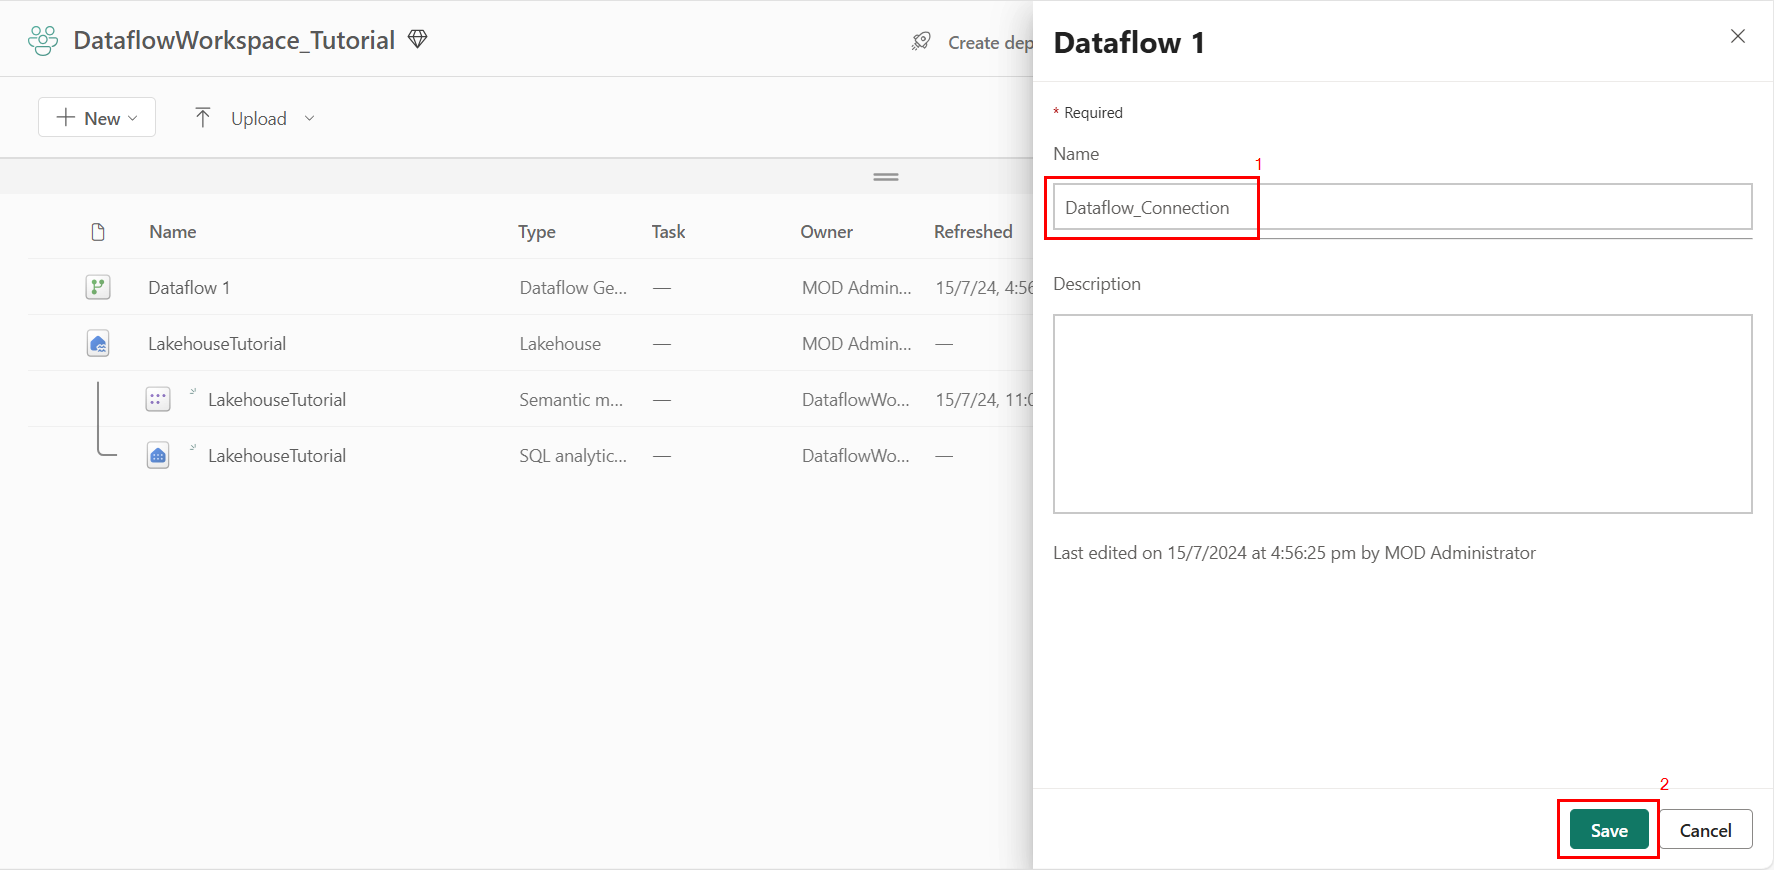 DataflowWorkspace_Tutorial
Create dep
New
Upload
Name Type Task Owner Refreshed
Dataflow 1 Dataflow Ge... — MOD Admin... 15/7/24, 4:56
LakehouseTutorial Lakehouse — MOD Admin... —
LakehouseTutorial Semantic m... — DataflowWo... 15/7/24, 11:0
LakehouseTutorial SQL analytic... — DataflowWo... —
Dataflow 1
* Required
Name
1
Dataflow_Connection
Description
Last edited on 15/7/2024 at 4:56:25 pm by MOD Administrator
2
Save Cancel